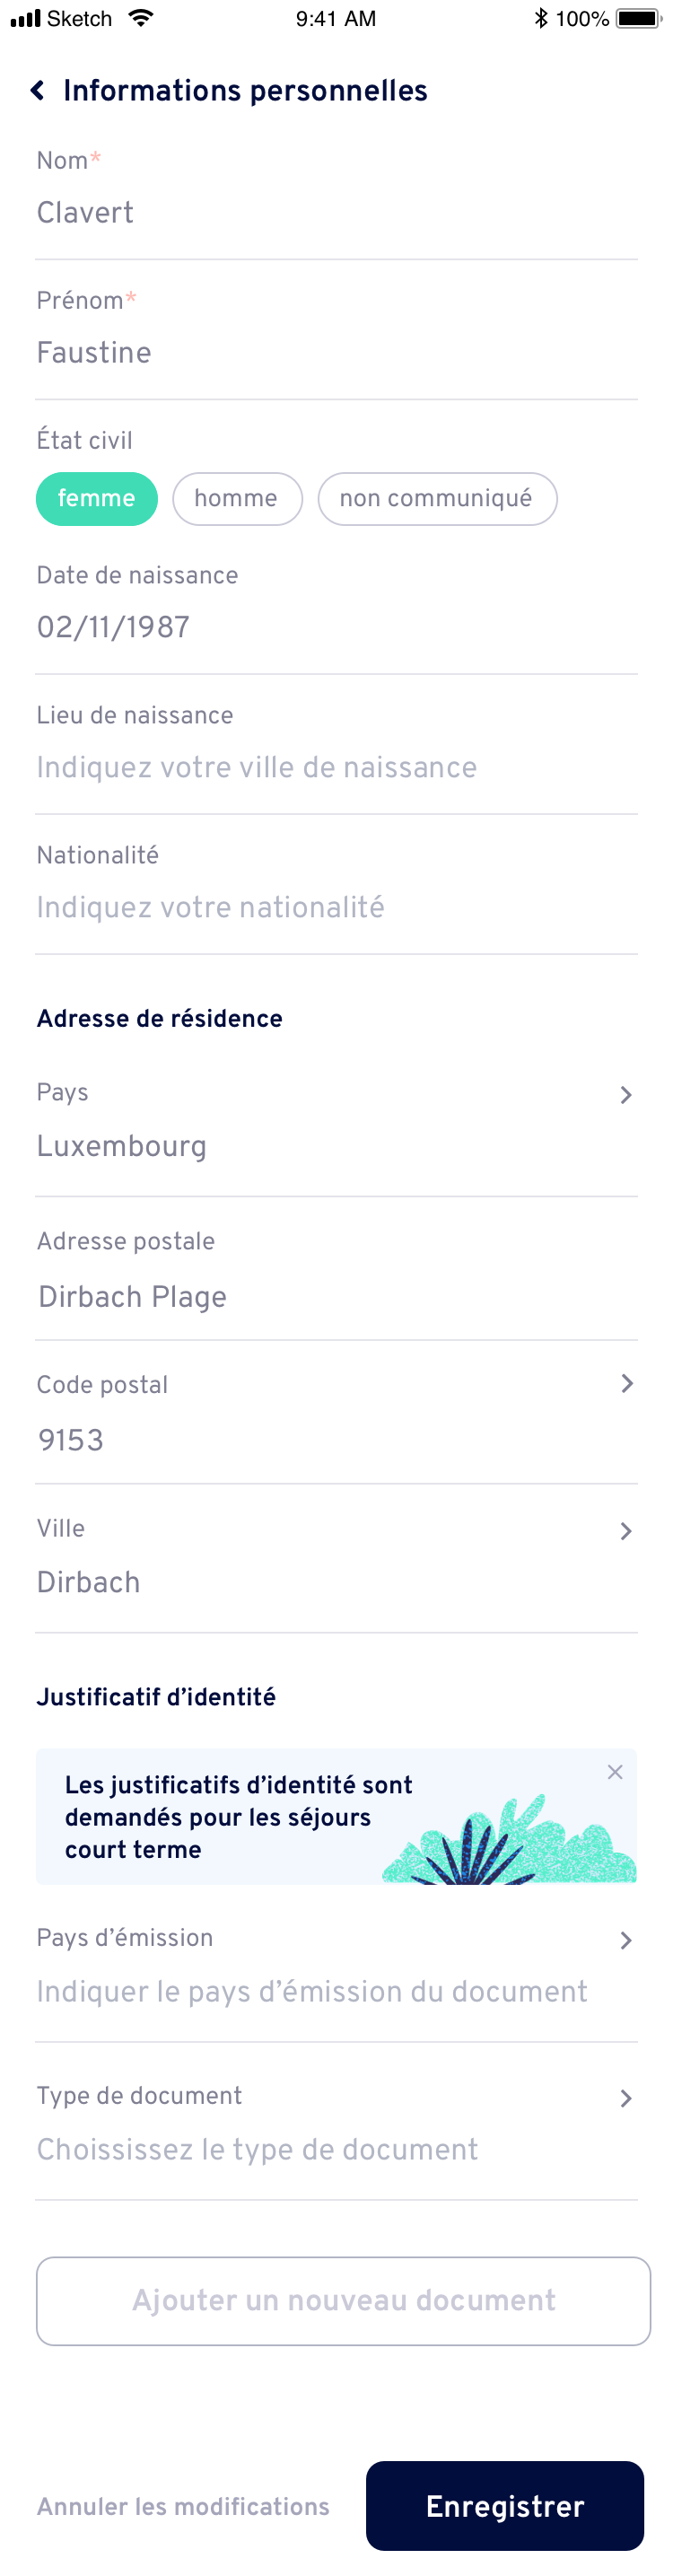 Sketch 9:41 AM 100%
Informations personnelles
Nom*
Clavert
Prénom*
Faustine
État civil
femme homme non communiqué
Date de naissance
02/11/1987
Lieu de naissance
Indiquez votre ville de naissance
Nationalité
Indiquez votre nationalité
Adresse de résidence
Pays
Luxembourg
Adresse postale
Dirbach Plage
Code postal
9153
Ville
Dirbach
Justificatif d’identité
Les justificatifs d’identité sont
demandés pour les séjours
court terme
Pays d’émission
Indiquer le pays d’émission du document
Type de document
Choississez le type de document
Ajouter un nouveau document
Annuler les modifications Enregistrer